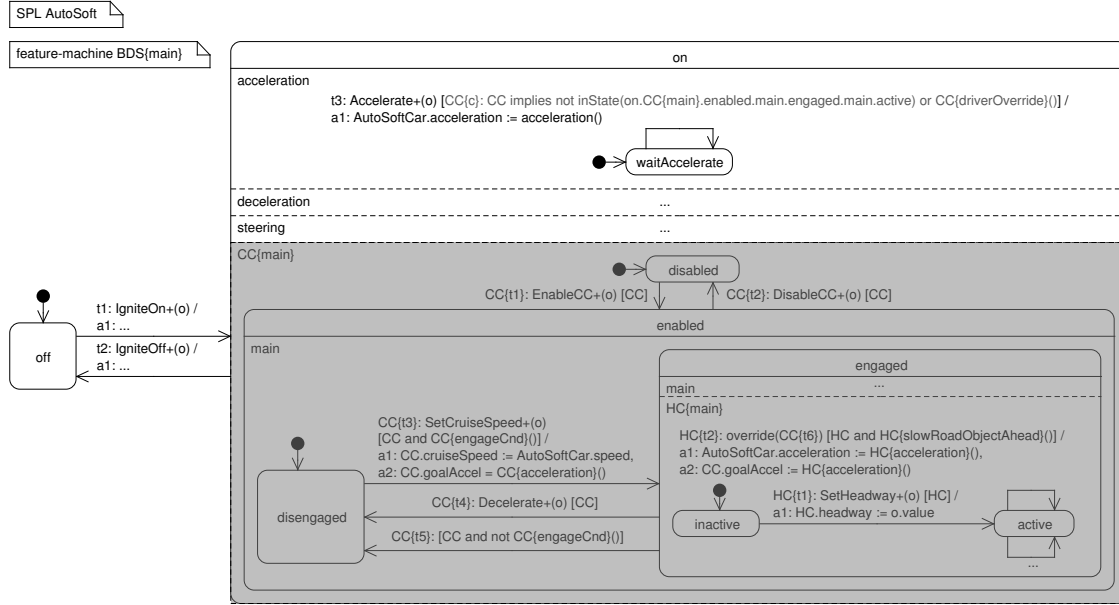 SPL AutoSoft
feature-machine BDS{main}
on
acceleration
t3: Accelerate+(o) [CC{c}: CC implies not inState(on.CC{main}.enabled.main.engaged.main.active) or CC{driverOverride}()] /
a1: AutoSoftCar.acceleration := acceleration()
waitAccelerate
deceleration
...
steering
...
CC{main}
disabled
CC{t1}: EnableCC+(o) [CC]
CC{t2}: DisableCC+(o) [CC]
off
t1: IgniteOn+(o) /
a1: ...
t2: IgniteOff+(o) /
a1: ...
enabled
main
engaged
...
main
HC{main}
CC{t3}: SetCruiseSpeed+(o)
[CC and CC{engageCnd}()] /
a1: CC.cruiseSpeed := AutoSoftCar.speed,
a2: CC.goalAccel = CC{acceleration}()
HC{t2}: override(CC{t6}) [HC and HC{slowRoadObjectAhead}()] /
a1: AutoSoftCar.acceleration := HC{acceleration}(),
a2: CC.goalAccel := HC{acceleration}()
disengaged
CC{t4}: Decelerate+(o) [CC]
CC{t5}: [CC and not CC{engageCnd}()]
inactive
HC{t1}: SetHeadway+(o) [HC] /
a1: HC.headway := o.value
active
...